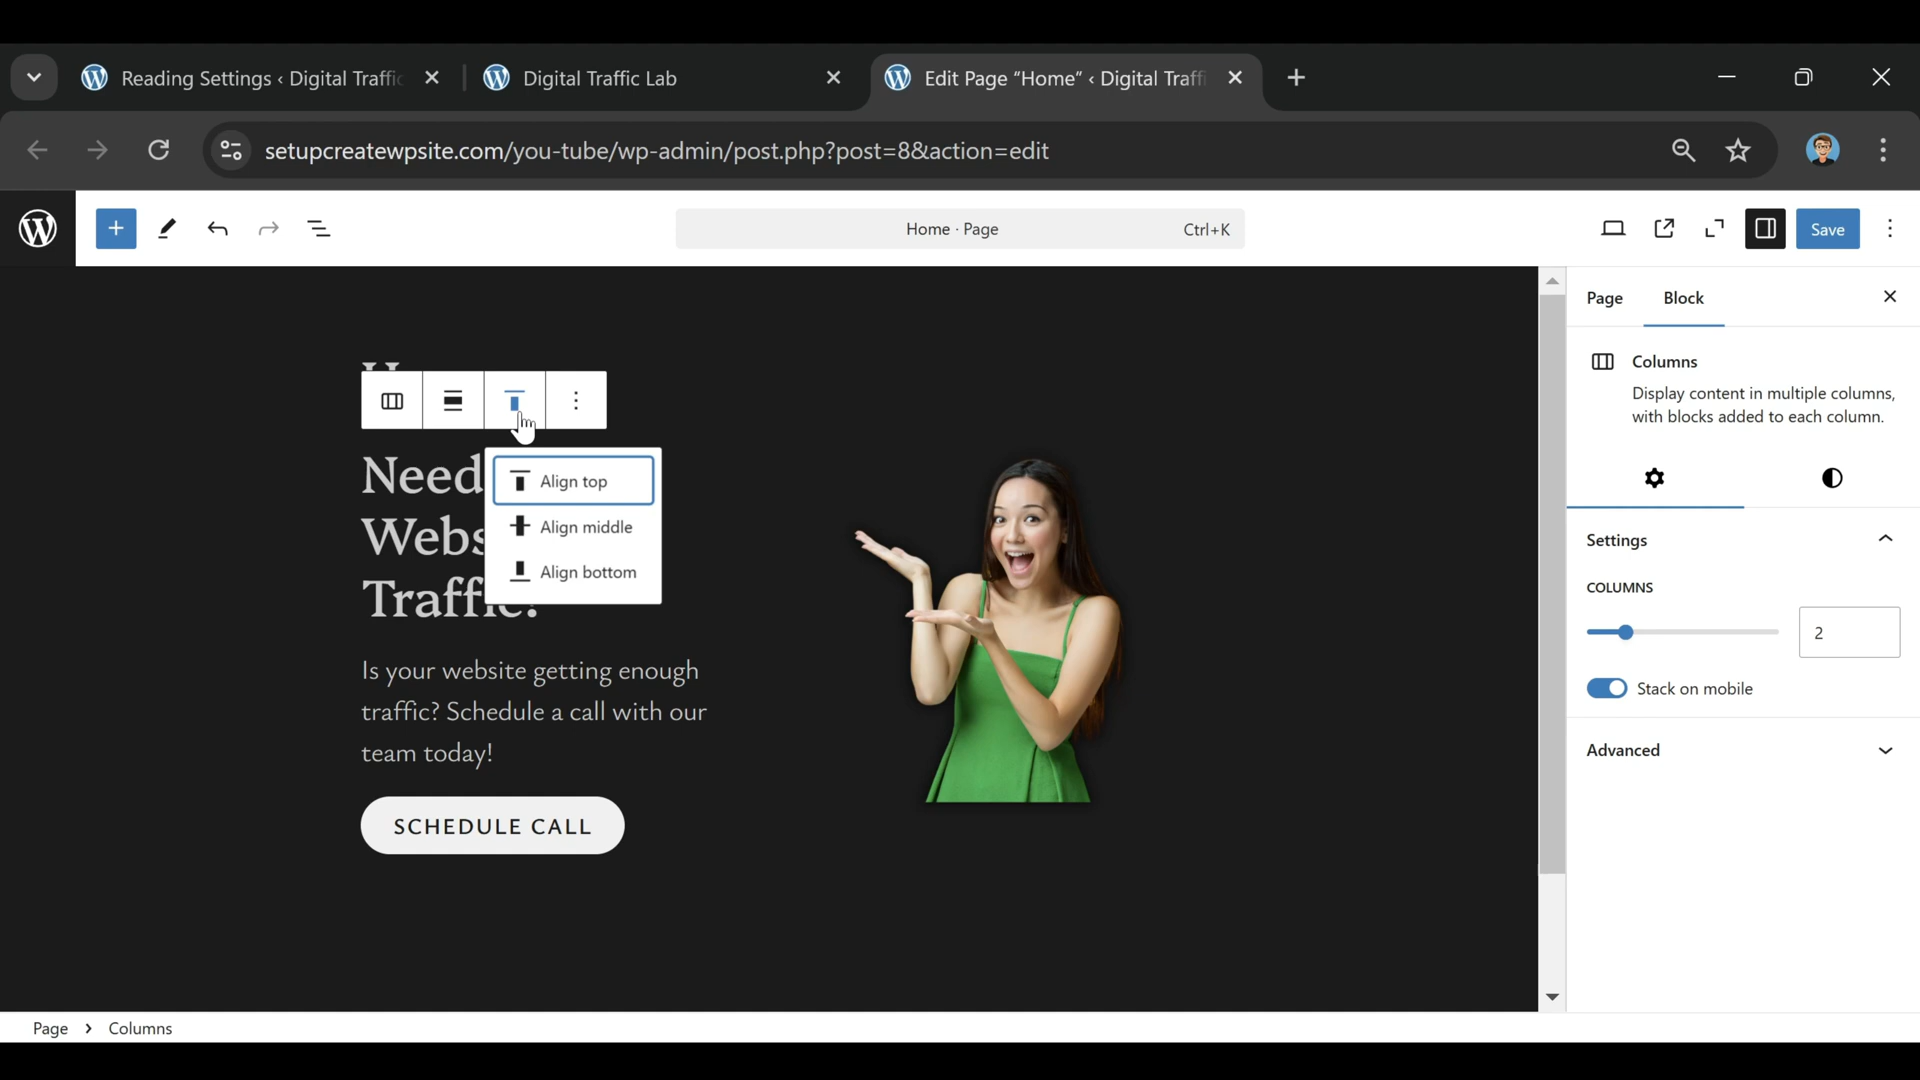 Reading Settings ‹ Digital Traffic
Digital Traffic Lab
Edit Page “Home” ‹ Digital Traffi
setupcreatewpsite.com/you-tube/wp-admin/post.php?post=8&action=edit
Home · Page
Ctrl+K
Save
Page
Block
Columns
Display content in multiple columns,
with blocks added to each column.
Settings
COLUMNS
2
Stack on mobile
Advanced
Need
Webs
Traffic?
Align top
Align middle
Align bottom
Is your website getting enough
traffic? Schedule a call with our
team today!
SCHEDULE CALL
Page › Columns